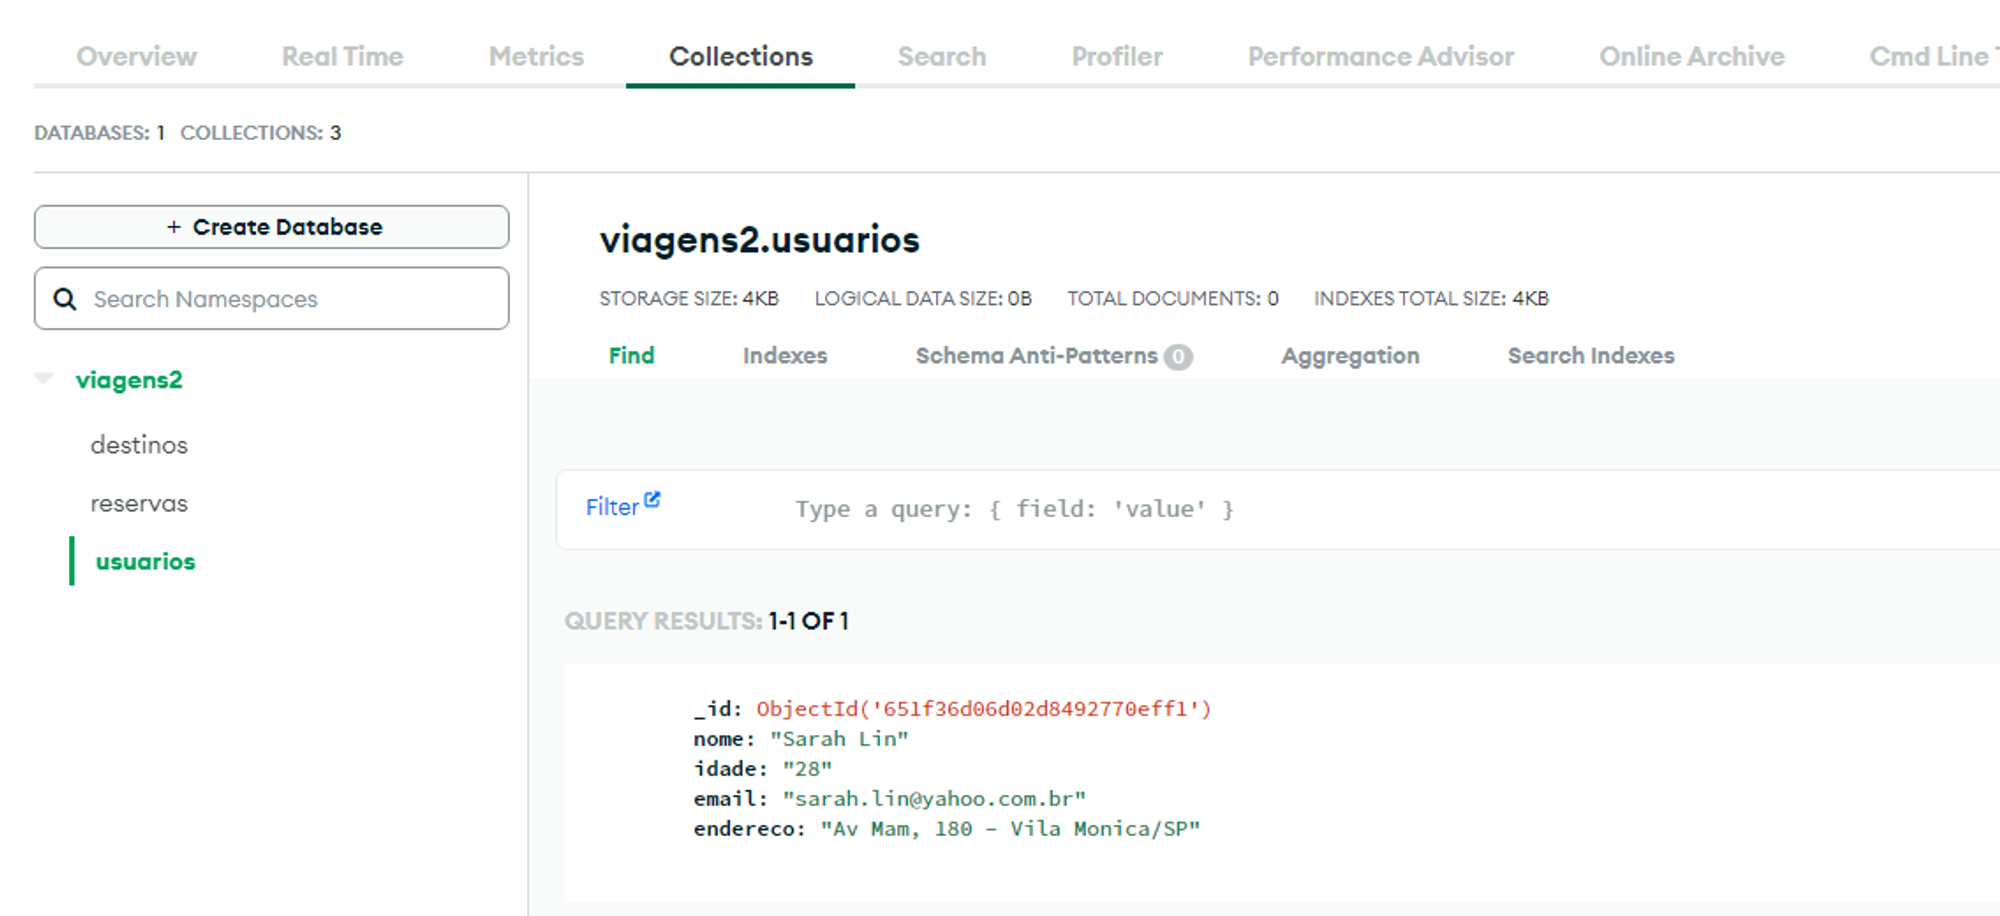 Overview Real Time Metrics Collections Search Profiler Performance Advisor Online Archive Cmd Line
DATABASES: 1 COLLECTIONS: 3
+ Create Database
Search Namespaces
viagens2
destinos
reservas
usuarios
viagens2.usuarios
STORAGE SIZE: 4KB LOGICAL DATA SIZE: 0B TOTAL DOCUMENTS: 0 INDEXES TOTAL SIZE: 4KB
Find Indexes Schema Anti-Patterns 0 Aggregation Search Indexes
Filter Type a query: { field: 'value' }
QUERY RESULTS: 1-1 OF 1
_id: ObjectId('651f36d06d02d8492770eff1')
nome: "Sarah Lin"
idade: "28"
email: "sarah.lin@yahoo.com.br"
endereco: "Av Mam, 180 - Vila Monica/SP"